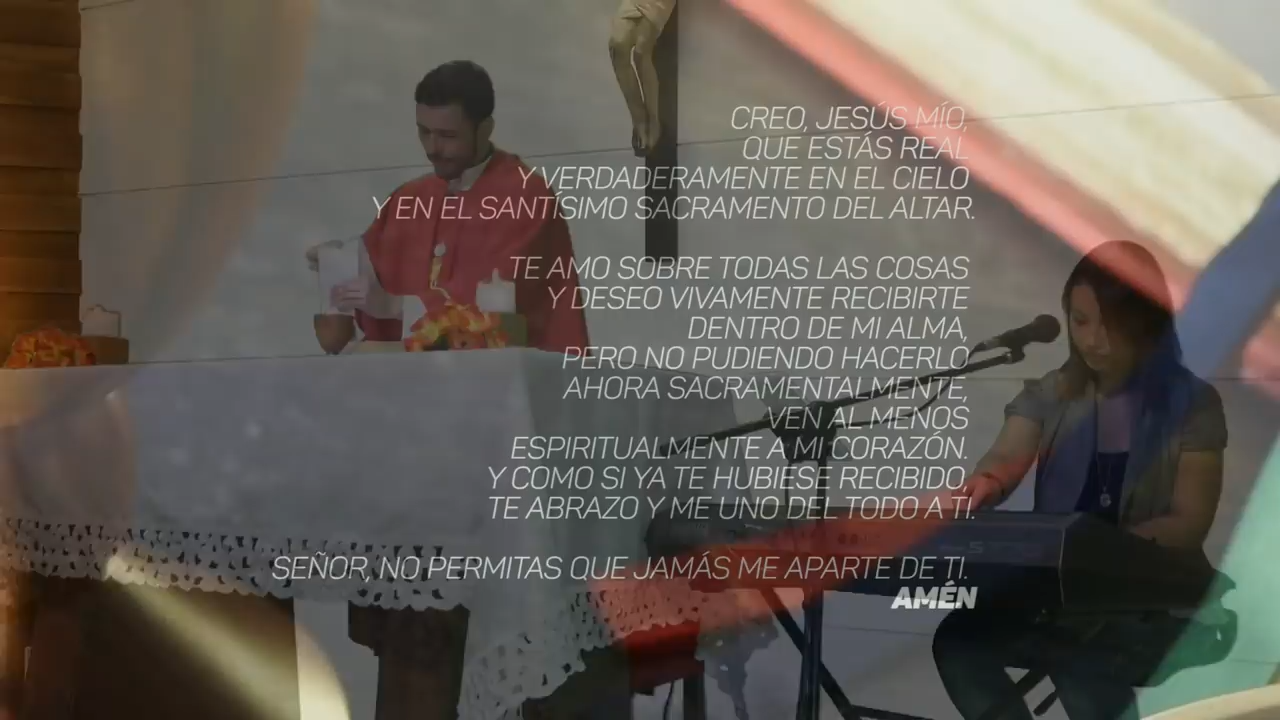 CREO, JESÚS MÍO,
QUE ESTÁS REAL
Y VERDADERAMENTE EN EL CIELO
Y EN EL SANTÍSIMO SACRAMENTO DEL ALTAR.
TE AMO SOBRE TODAS LAS COSAS
Y DESEO VIVAMENTE RECIBIRTE
DENTRO DE MI ALMA,
PERO NO PUDIENDO HACERLO
AHORA SACRAMENTALMENTE,
VEN AL MENOS
ESPIRITUALMENTE A MI CORAZÓN.
Y COMO SI YA TE HUBIESE RECIBIDO,
TE ABRAZO Y ME UNO DEL TODO A TI.
SEÑOR, NO PERMITAS QUE JAMÁS ME APARTE DE TI.
AMÉN